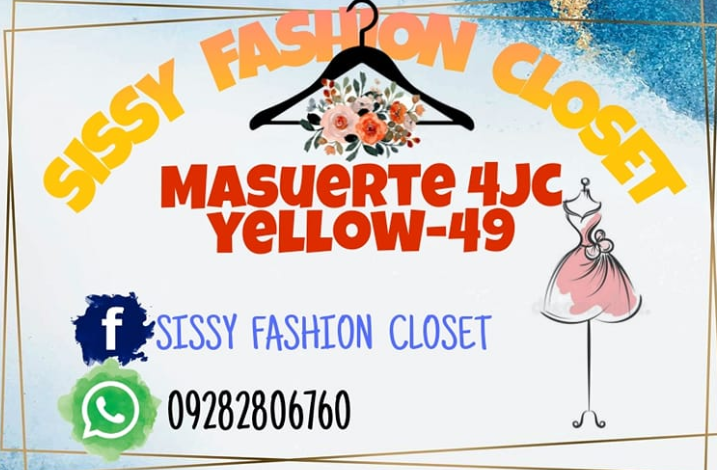 SISSY FASHION CLOSET
MASUERTE 4JC
YELLOW-49
f
SISSY FASHION CLOSET
09282806760